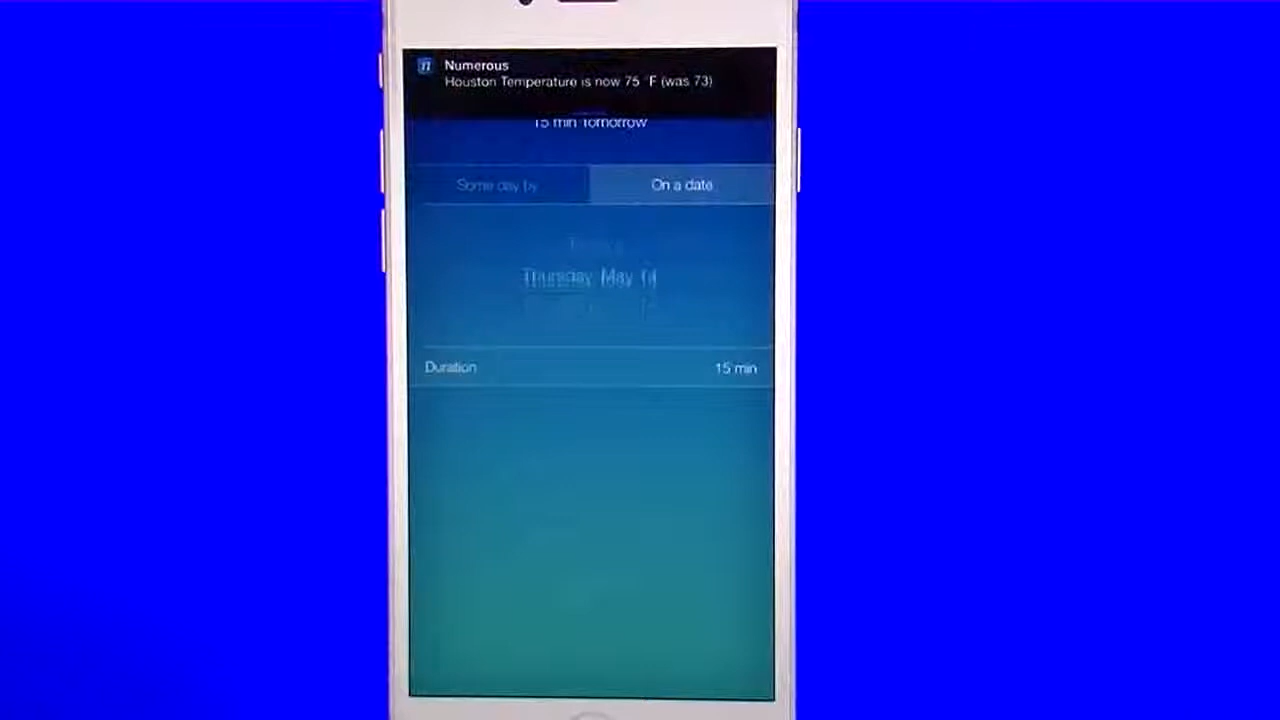 Numerous
Houston Temperature is now 75 °F (was 73)
15 min Tomorrow
Some day by
On a date
Thursday May 14
Duration
15 min